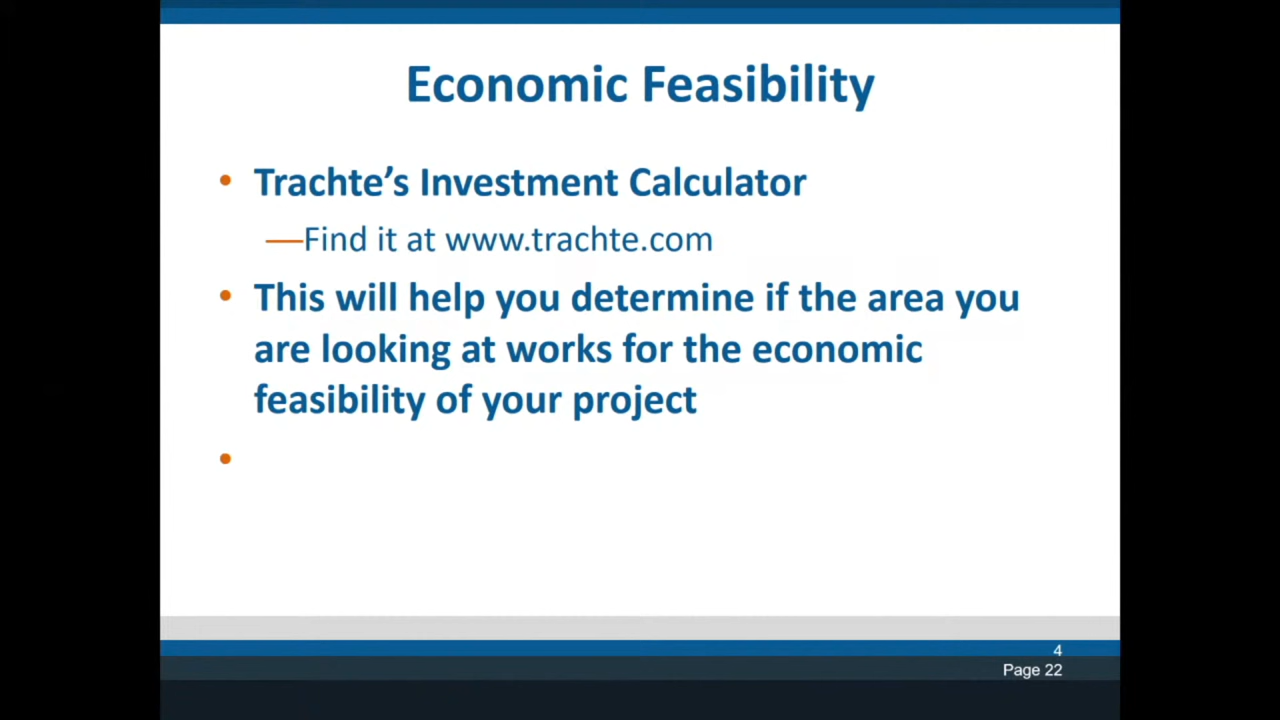 Economic Feasibility
• Trachte’s Investment Calculator
—Find it at www.trachte.com
• This will help you determine if the area you
are looking at works for the economic
feasibility of your project
•
4
Page 22